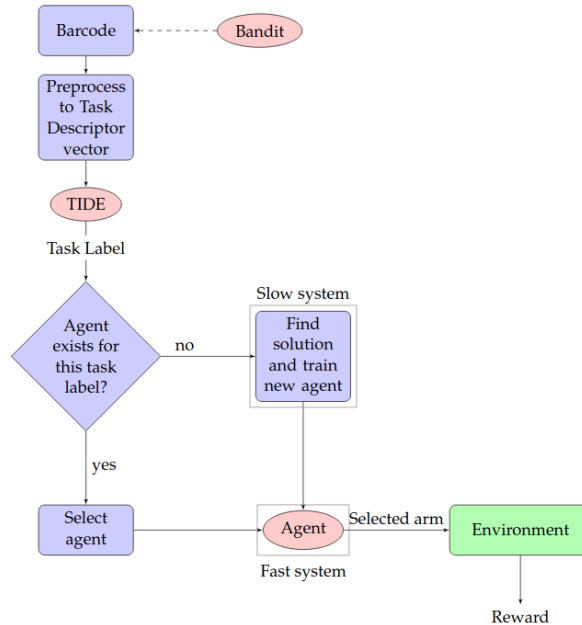 Barcode
Bandit
Preprocess
to Task
Descriptor
vector
TIDE
Task Label
Agent
exists for
this task
label?
no
Slow system
Find
solution
and train
new agent
yes
Select
agent
Agent
Fast system
Selected arm
Environment
Reward